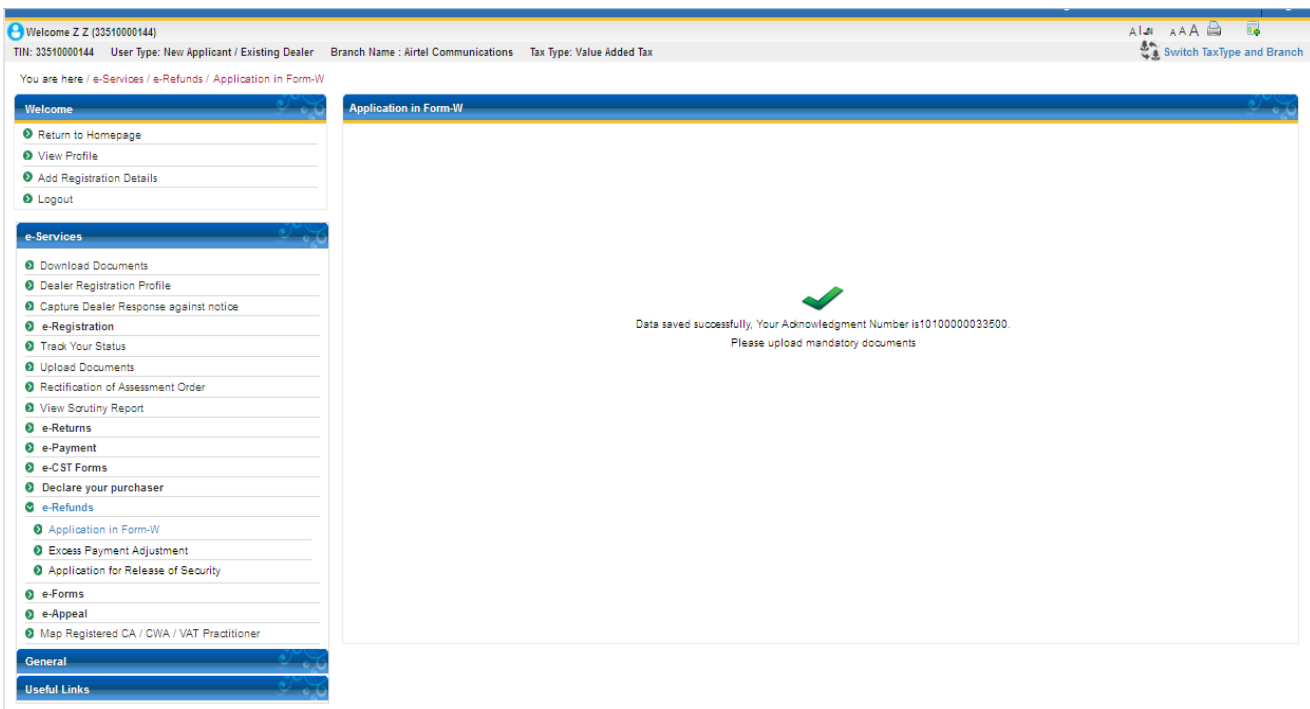 Welcome Z Z (33510000144)
A | அ A A A
TIN: 33510000144 User Type: New Applicant / Existing Dealer Branch Name : Airtel Communications Tax Type: Value Added Tax
Switch TaxType and Branch
You are here / e-Services / e-Refunds / Application in Form-W
Welcome
Return to Homepage
View Profile
Add Registration Details
Logout
e-Services
Download Documents
Dealer Registration Profile
Capture Dealer Response against notice
e-Registration
Track Your Status
Upload Documents
Rectification of Assessment Order
View Scrutiny Report
e-Returns
e-Payment
e-CST Forms
Declare your purchaser
e-Refunds
Application in Form-W
Excess Payment Adjustment
Application for Release of Security
e-Forms
e-Appeal
Map Registered CA / CWA / VAT Practitioner
General
Useful Links
Application in Form-W
Data saved successfully, Your Acknowledgment Number is10100000033500.
Please upload mandatory documents